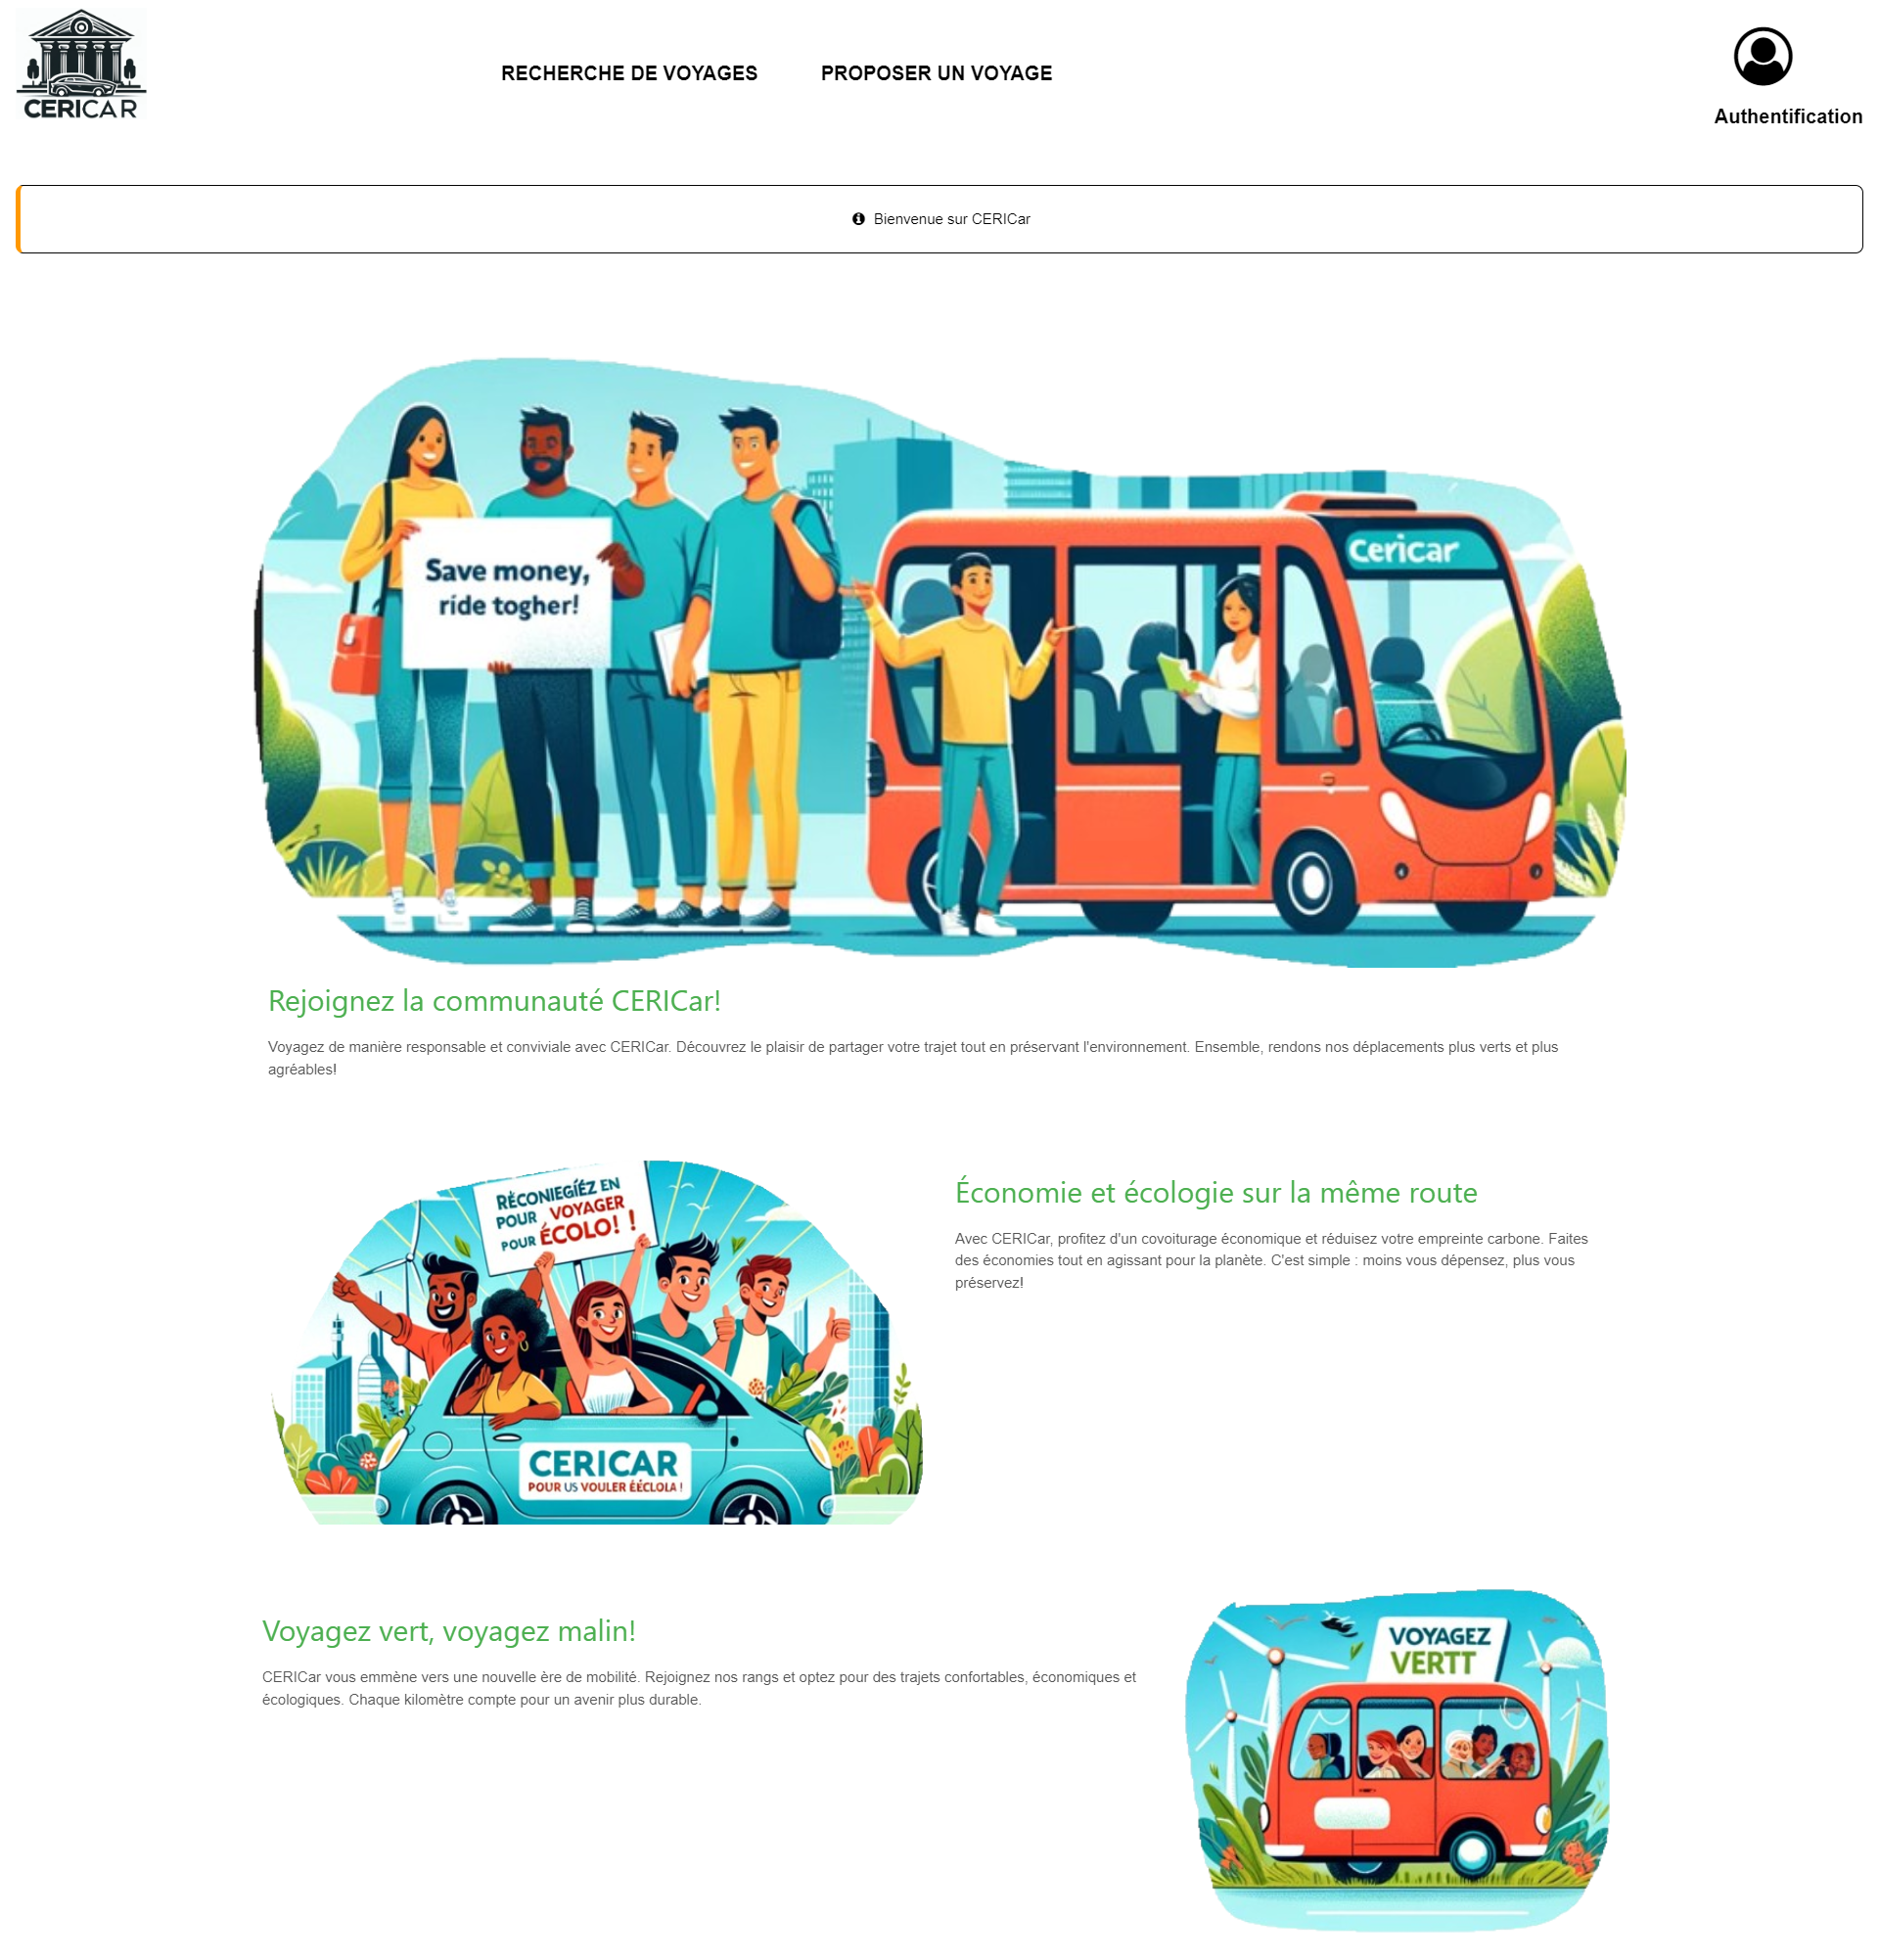 CERICAR
RECHERCHE DE VOYAGES
PROPOSER UN VOYAGE
Authentification
Bienvenue sur CERICar
Cericar
Save money,
ride togher!
Rejoignez la communauté CERICar!
Voyagez de manière responsable et conviviale avec CERICar. Découvrez le plaisir de partager votre trajet tout en préservant l'environnement. Ensemble, rendons nos déplacements plus verts et plus
agréables!
RÉCONIEGIÉZ EN
POUR VOYAGER
POUR ÉCOLO! !
CERICAR
POUR US VOULER ÉÉCLOLA !
Économie et écologie sur la même route
Avec CERICar, profitez d'un covoiturage économique et réduisez votre empreinte carbone. Faites
des économies tout en agissant pour la planète. C'est simple : moins vous dépensez, plus vous
préservez!
Voyagez vert, voyagez malin!
CERICar vous emmène vers une nouvelle ère de mobilité. Rejoignez nos rangs et optez pour des trajets confortables, économiques et
écologiques. Chaque kilomètre compte pour un avenir plus durable.
VOYAGEZ
VERTT